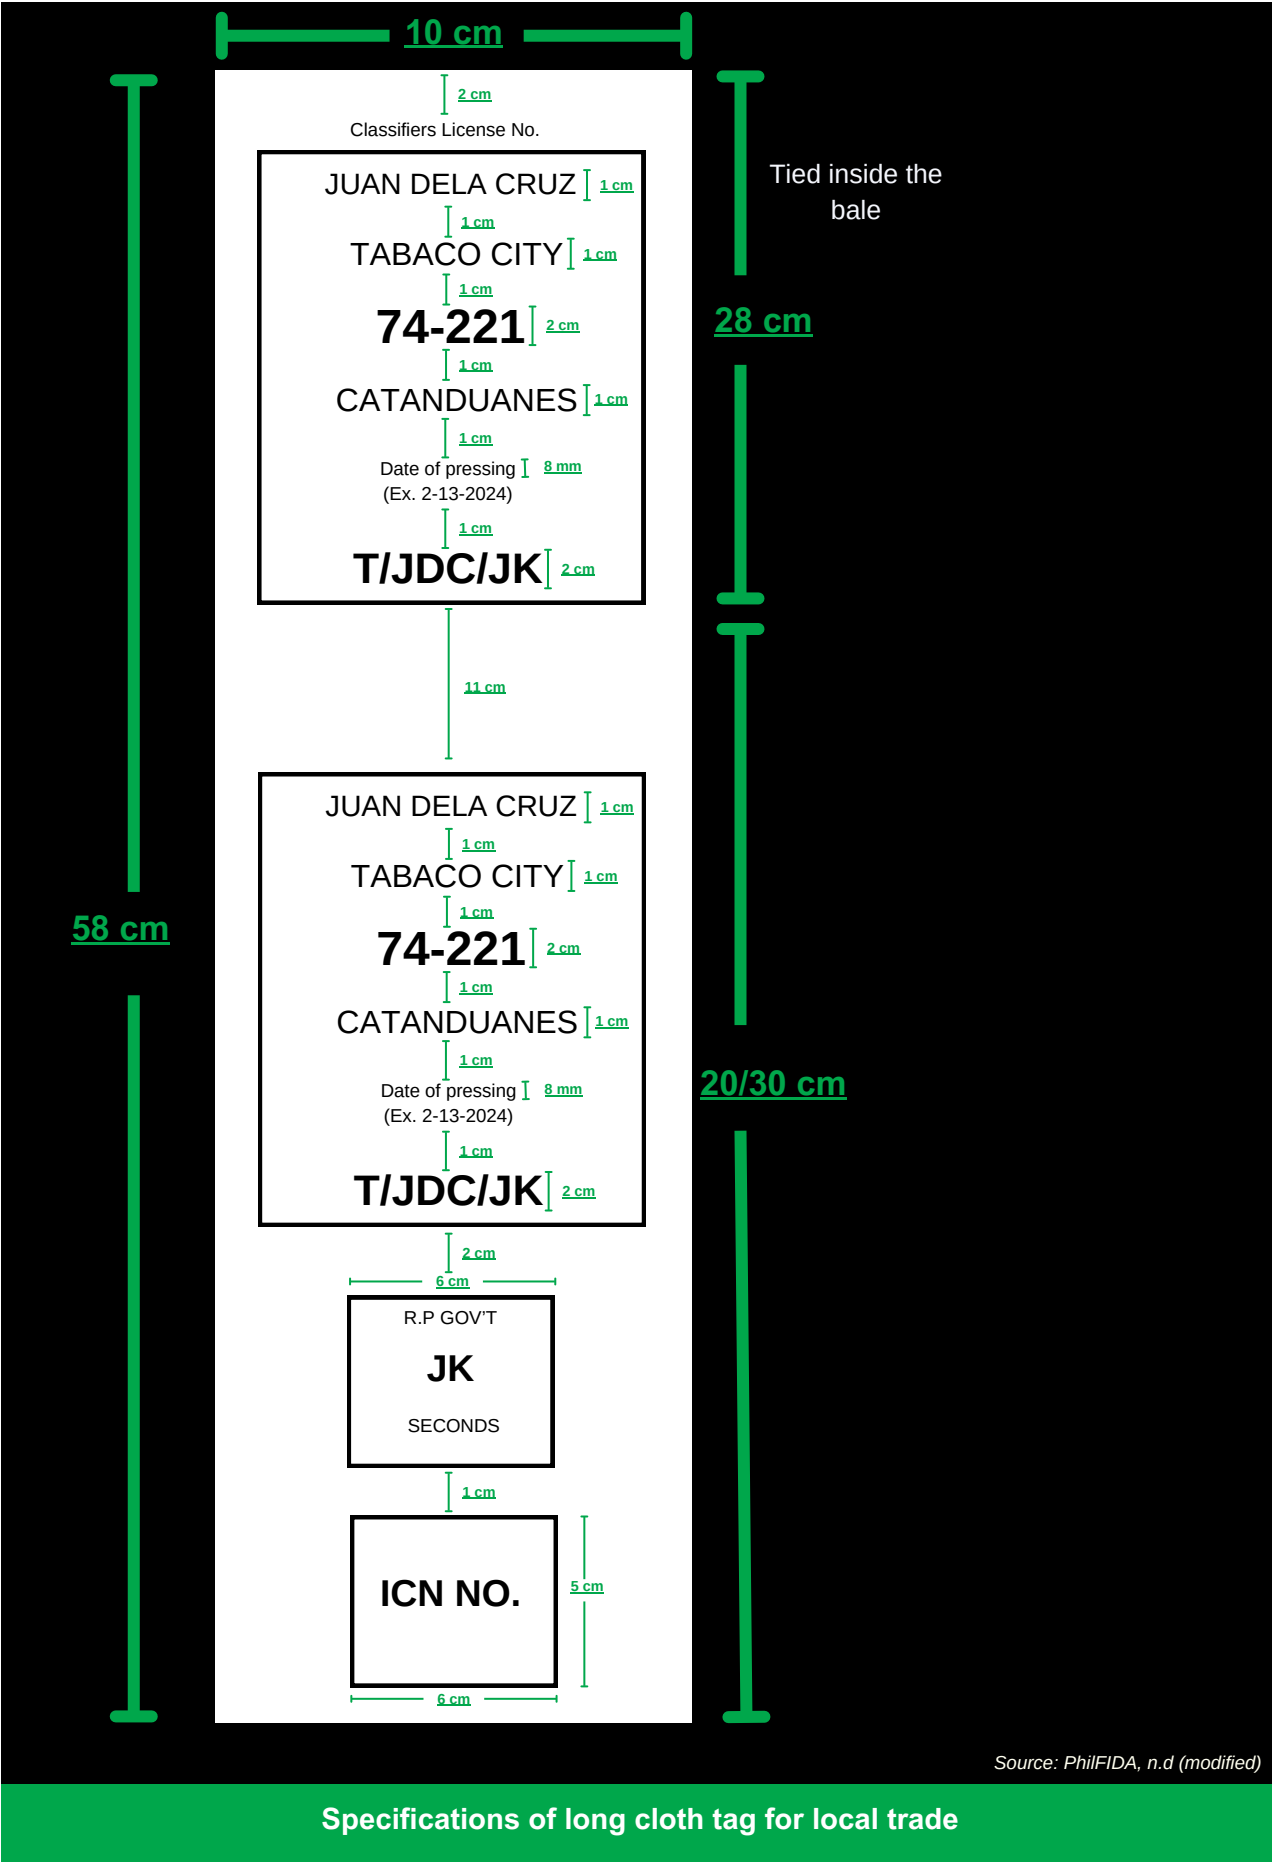 10 cm
2 cm
Classifiers License No.
JUAN DELA CRUZ 1 cm
Tied inside the
bale
1 cm
TABACO CITY 1 cm
1 cm
74-221 2 cm
28 cm
1 cm
CATANDUANES 1 cm
1 cm
Date of pressing 8 mm
(Ex. 2-13-2024)
1 cm
T/JDC/JK 2 cm
11 cm
JUAN DELA CRUZ 1 cm
1 cm
TABACO CITY 1 cm
1 cm
58 cm
74-221 2 cm
1 cm
CATANDUANES 1 cm
1 cm
20/30 cm
Date of pressing 8 mm
(Ex. 2-13-2024)
1 cm
T/JDC/JK 2 cm
2 cm
6 cm
R.P GOV’T
JK
SECONDS
1 cm
ICN NO.
5 cm
6 cm
Source: PhilFIDA, n.d (modified)
Specifications of long cloth tag for local trade